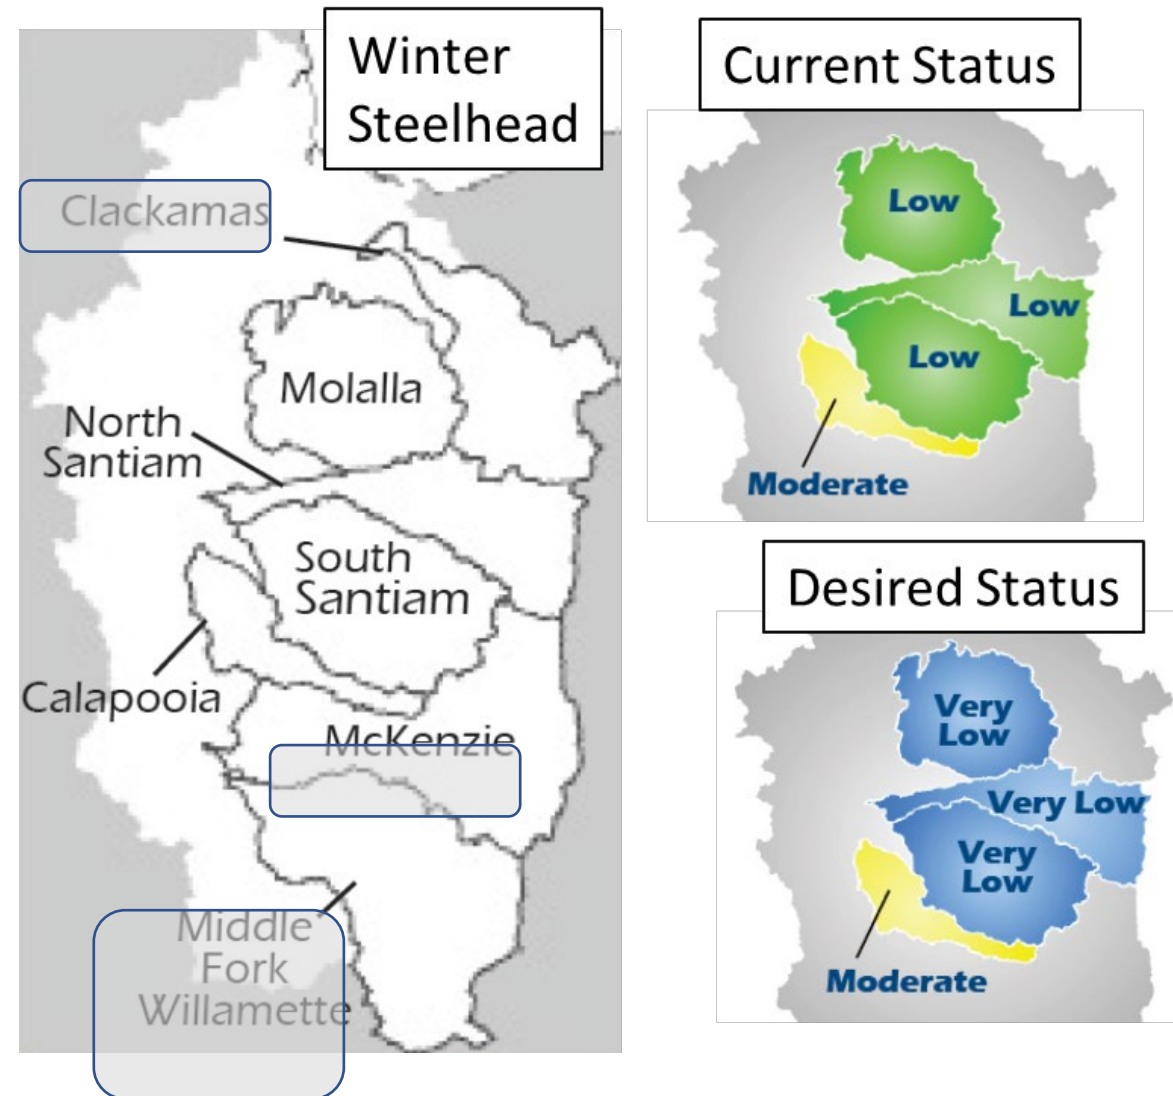 Winter
Steelhead
Clackamas
Molalla
North
Santiam
South
Santiam
Calapooia
McKenzie
Middle
Fork
Willamette
Current Status
Low
Low
Low
Moderate
Desired Status
Very
Low
Very Low
Very
Low
Moderate